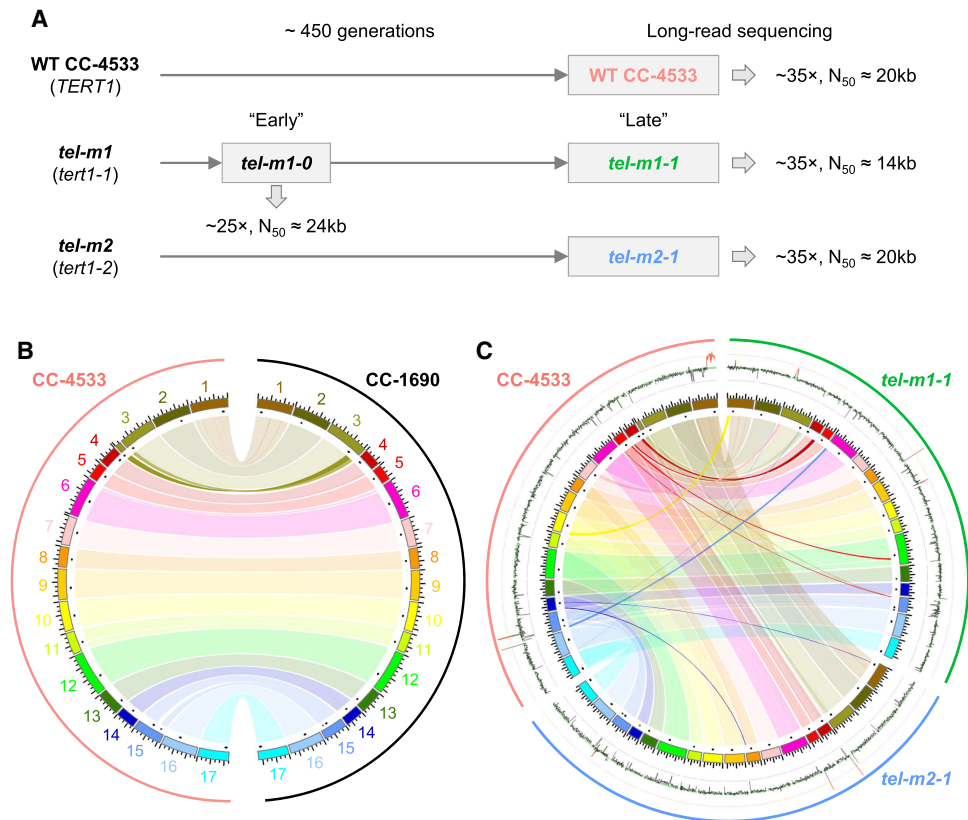 A
~ 450 generations
Long-read sequencing
WT CC-4533
(TERT1)
WT CC-4533
~35×, N50 ≈ 20kb
"Early"
"Late"
tel-m1
(tert1-1)
tel-m1-0
tel-m1-1
~35×, N50 ≈ 14kb
~25×, N50 ≈ 24kb
tel-m2
(tert1-2)
tel-m2-1
~35×, N50 ≈ 20kb
B
CC-4533
CC-1690
1
2
3
4
5
6
7
8
9
10
11
12
13
14
15
16
17
1
2
3
4
5
6
7
8
9
10
11
12
13
14
15
16
17
C
CC-4533
tel-m1-1
tel-m2-1